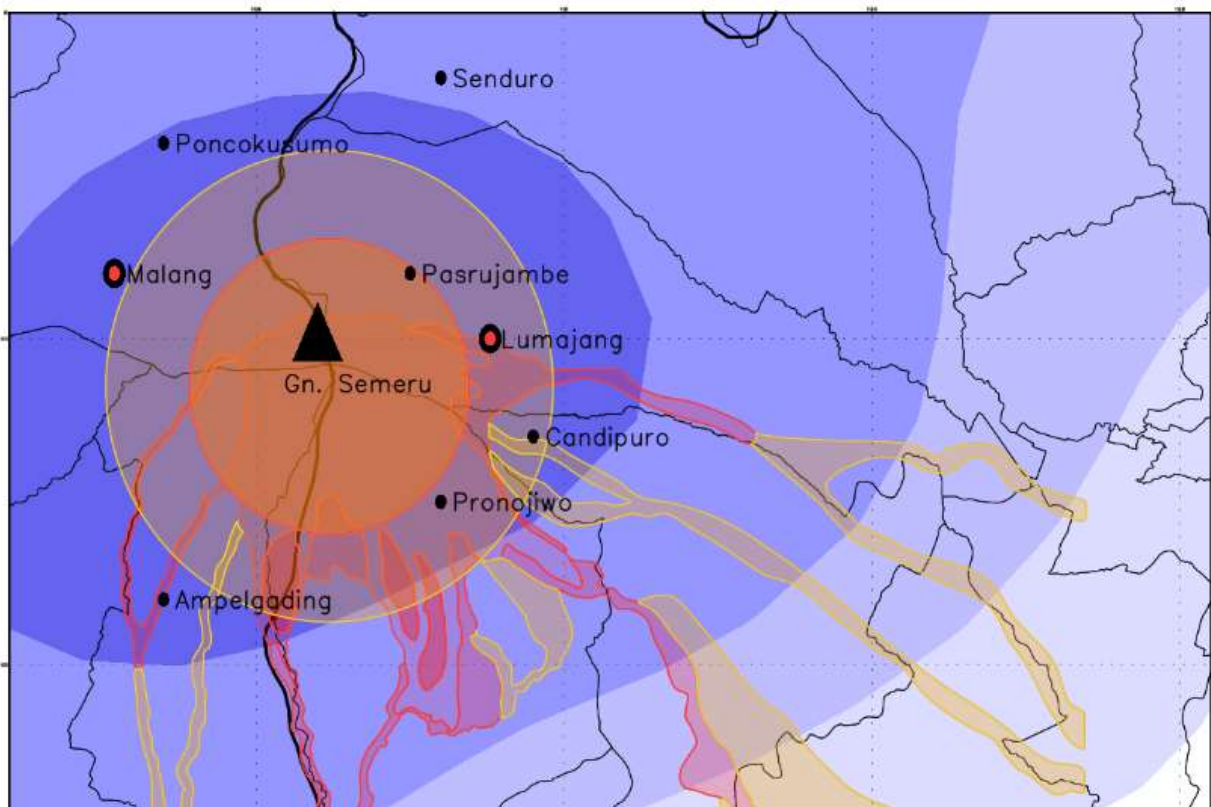 Senduro
Poncokusumo
Malang
Pasrujambe
Lumajang
Gn. Semeru
Candipuro
Pronojiwo
Ampelgading